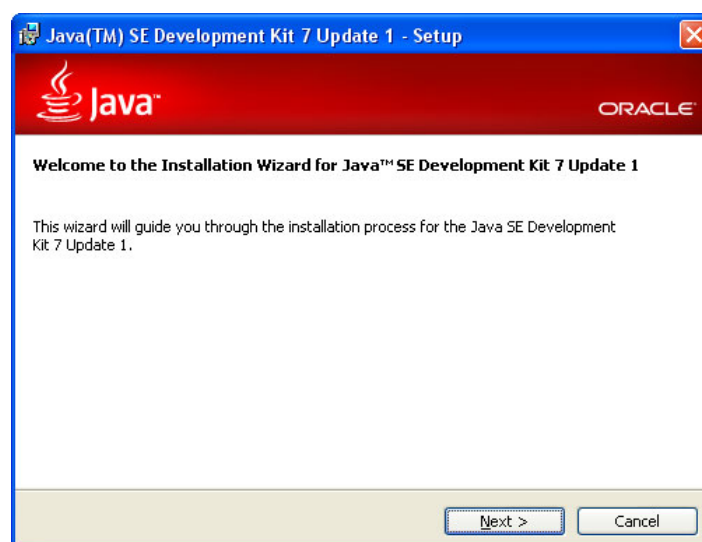 Java(TM) SE Development Kit 7 Update 1 - Setup
Java™
ORACLE
Welcome to the Installation Wizard for Java™ SE Development Kit 7 Update 1
This wizard will guide you through the installation process for the Java SE Development
Kit 7 Update 1.
Next >
Cancel